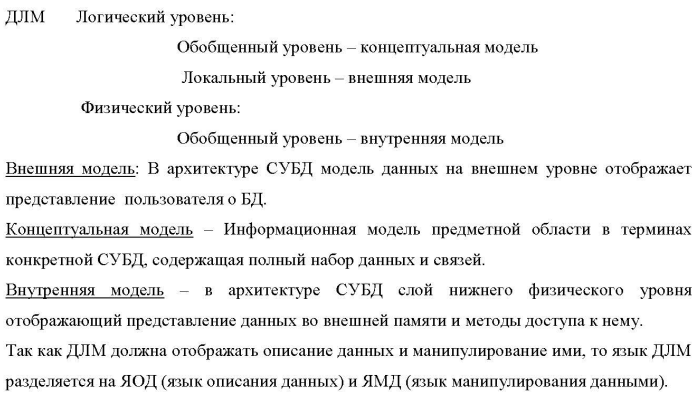 ДЛМ Логический уровень:
Обобщенный уровень – концептуальная модель
Локальный уровень – внешняя модель
Физический уровень:
Обобщенный уровень – внутренняя модель
Внешняя модель: В архитектуре СУБД модель данных на внешнем уровне отображает
представление пользователя о БД.
Концептуальная модель – Информационная модель предметной области в терминах
конкретной СУБД, содержащая полный набор данных и связей.
Внутренняя модель – в архитектуре СУБД слой нижнего физического уровня
отображающий представление данных во внешней памяти и методы доступа к нему.
Так как ДЛМ должна отображать описание данных и манипулирование ими, то язык ДЛМ
разделяется на ЯОД (язык описания данных) и ЯМД (язык манипулирования данными).